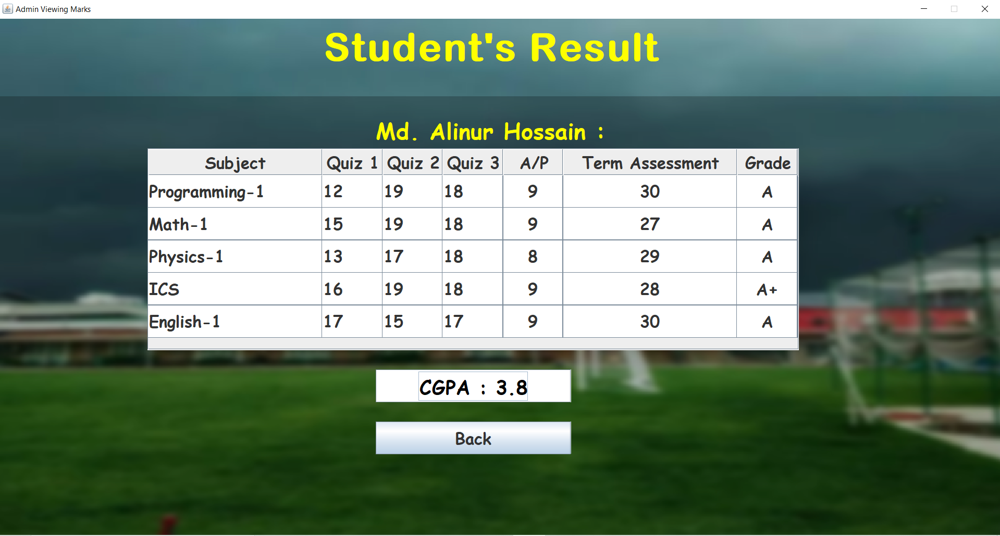 Admin Viewing Marks
Student's Result
Md. Alinur Hossain :
Subject Quiz 1 Quiz 2 Quiz 3 A/P Term Assessment Grade
Programming-1 12 19 18 9 30 A
Math-1 15 19 18 9 27 A
Physics-1 13 17 18 8 29 A
ICS 16 19 18 9 28 A+
English-1 17 15 17 9 30 A
CGPA : 3.8
Back